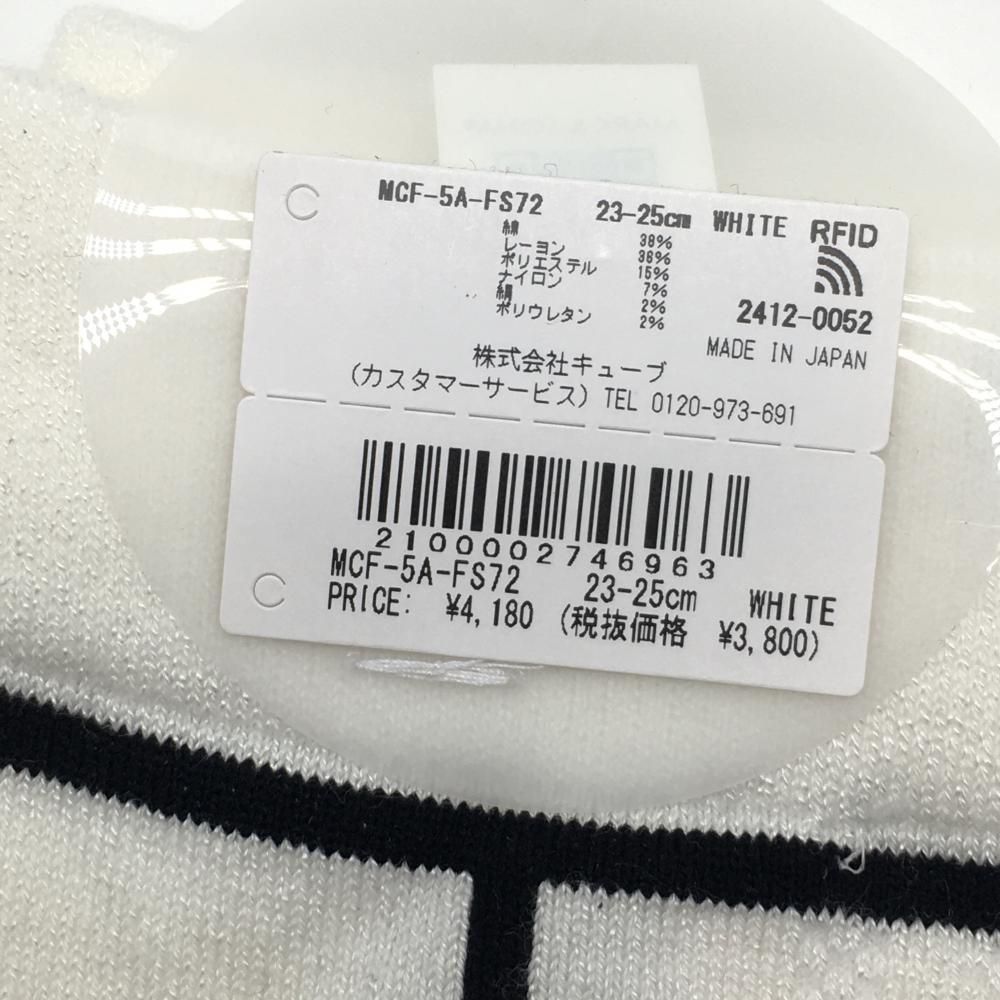 MCF-5A-FS72 23-25cm WHITE RFID
綿 38%
レーヨン 36%
ポリエステル 15%
ナイロン 7%
絹 2%
ポリウレタン 2%
2412-0052
MADE IN JAPAN
株式会社キューブ
(カスタマーサービス) TEL 0120-973-691
2100002746963
MCF-5A-FS72 23-25cm WHITE
PRICE: ¥4,180 (税抜価格 ¥3,800)